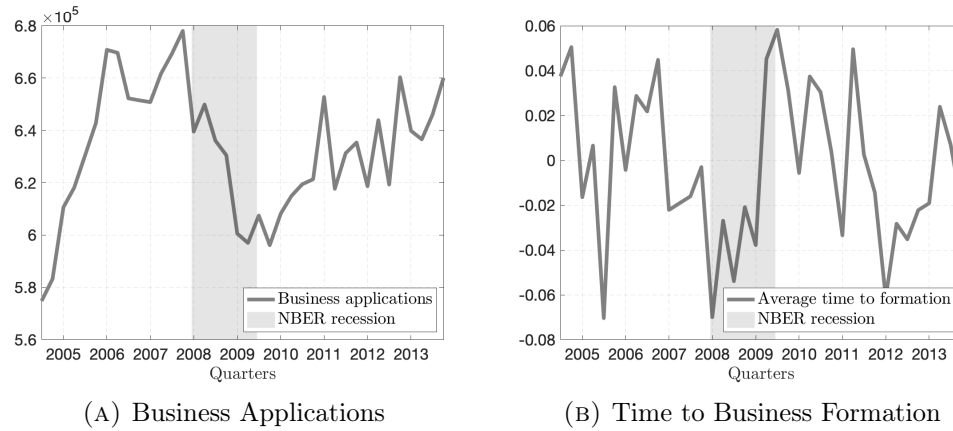 ×10⁵
6.8
6.6
6.4
6.2
6
5.8
5.6
2005 2006 2007 2008 2009 2010 2011 2012 2013
Quarters
Business applications
NBER recession
(A) Business Applications
0.06
0.04
0.02
0
-0.02
-0.04
-0.06
-0.08
2005 2006 2007 2008 2009 2010 2011 2012 2013
Quarters
Average time to formation
NBER recession
(B) Time to Business Formation